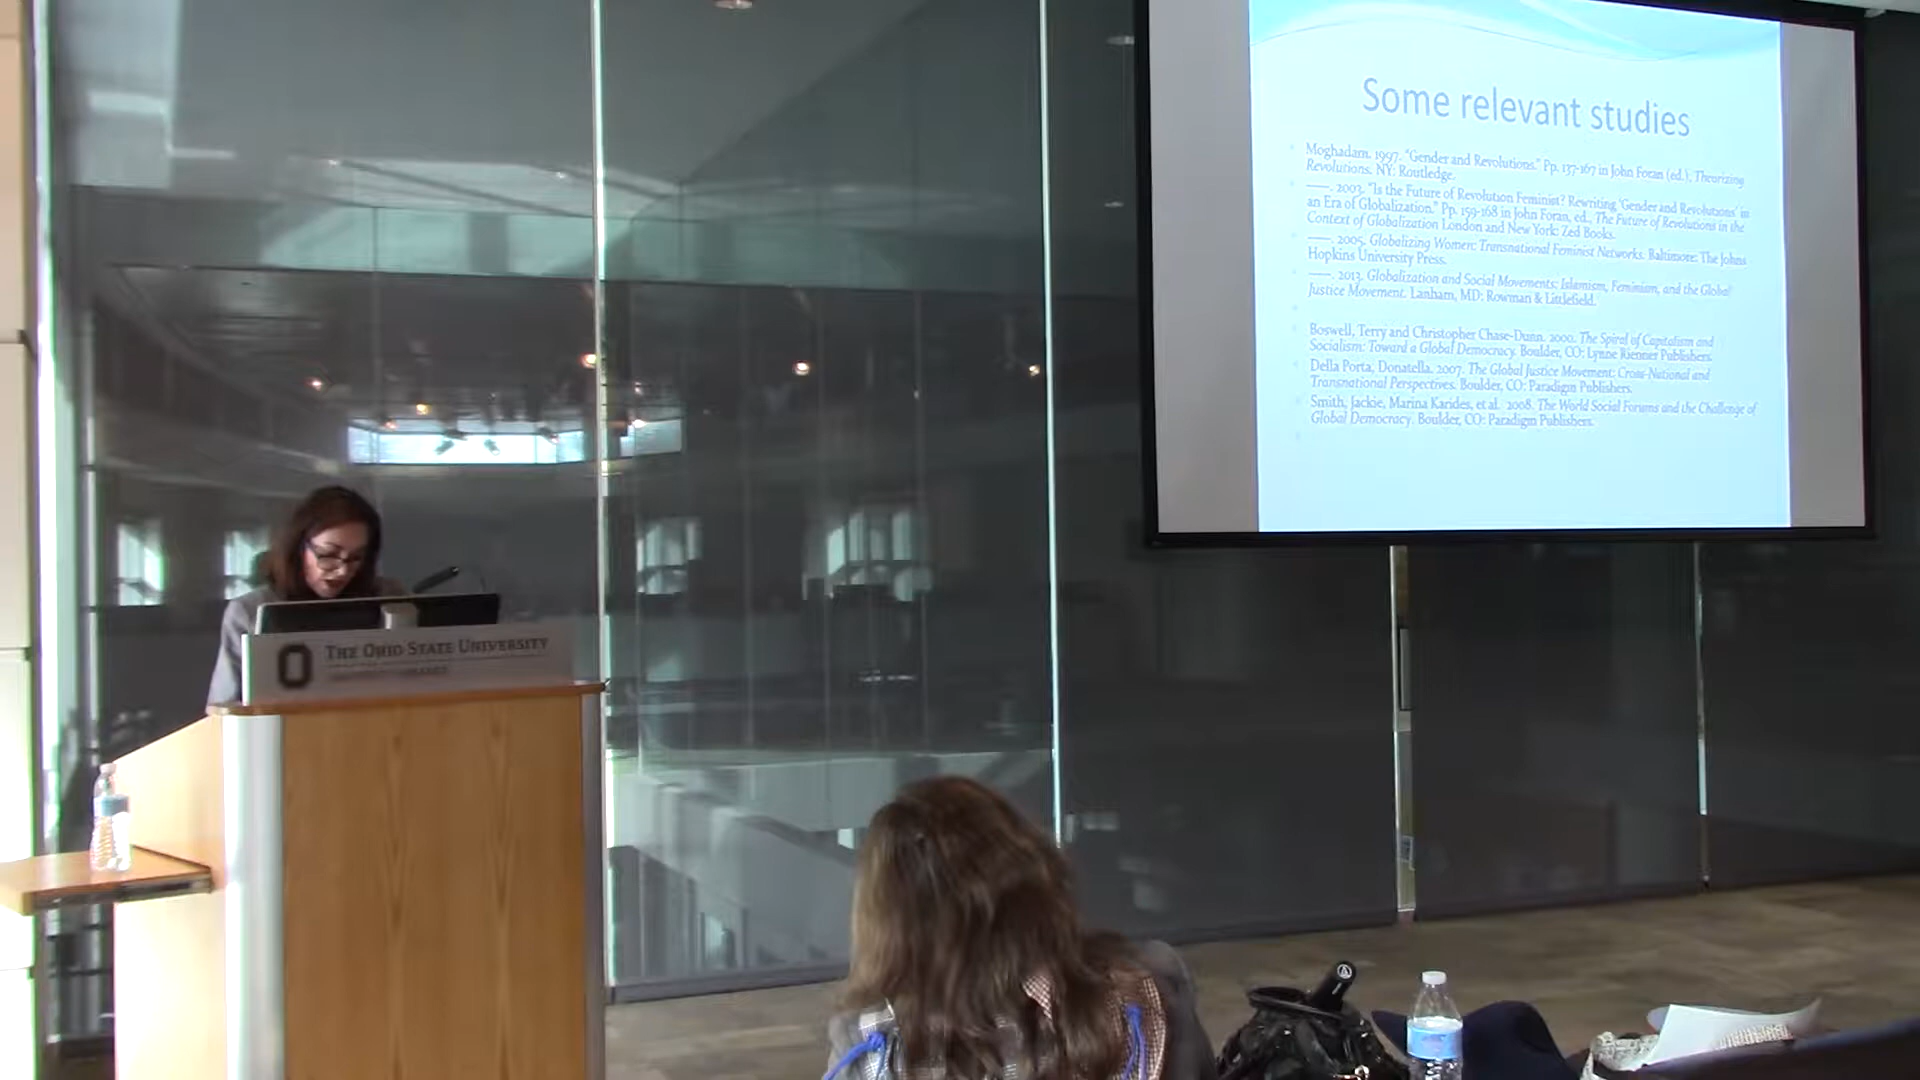 Some relevant studies
Moghadam. 1997. "Gender and Revolutions." Pp. 137-167 in John Foran (ed.), Theorizing
Revolutions. NY: Routledge.
——. 2003. "Is the Future of Revolution Feminist? Rewriting 'Gender and Revolutions' in
an Era of Globalization." Pp. 159-168 in John Foran, ed., The Future of Revolutions in the
Context of Globalization London and New York: Zed Books.
——. 2005. Globalizing Women: Transnational Feminist Networks. Baltimore: The Johns
Hopkins University Press.
——. 2013. Globalization and Social Movements: Islamism, Feminism, and the Global
Justice Movement. Lanham, MD: Rowman & Littlefield.
Boswell, Terry and Christopher Chase-Dunn. 2000. The Spiral of Capitalism and
Socialism: Toward a Global Democracy. Boulder, CO: Lynne Rienner Publishers.
Della Porta, Donatella. 2007. The Global Justice Movement: Cross-National and
Transnational Perspectives. Boulder, CO: Paradigm Publishers.
Smith, Jackie, Marina Karides, et al. 2008. The World Social Forums and the Challenge of
Global Democracy. Boulder, CO: Paradigm Publishers.
THE OHIO STATE UNIVERSITY